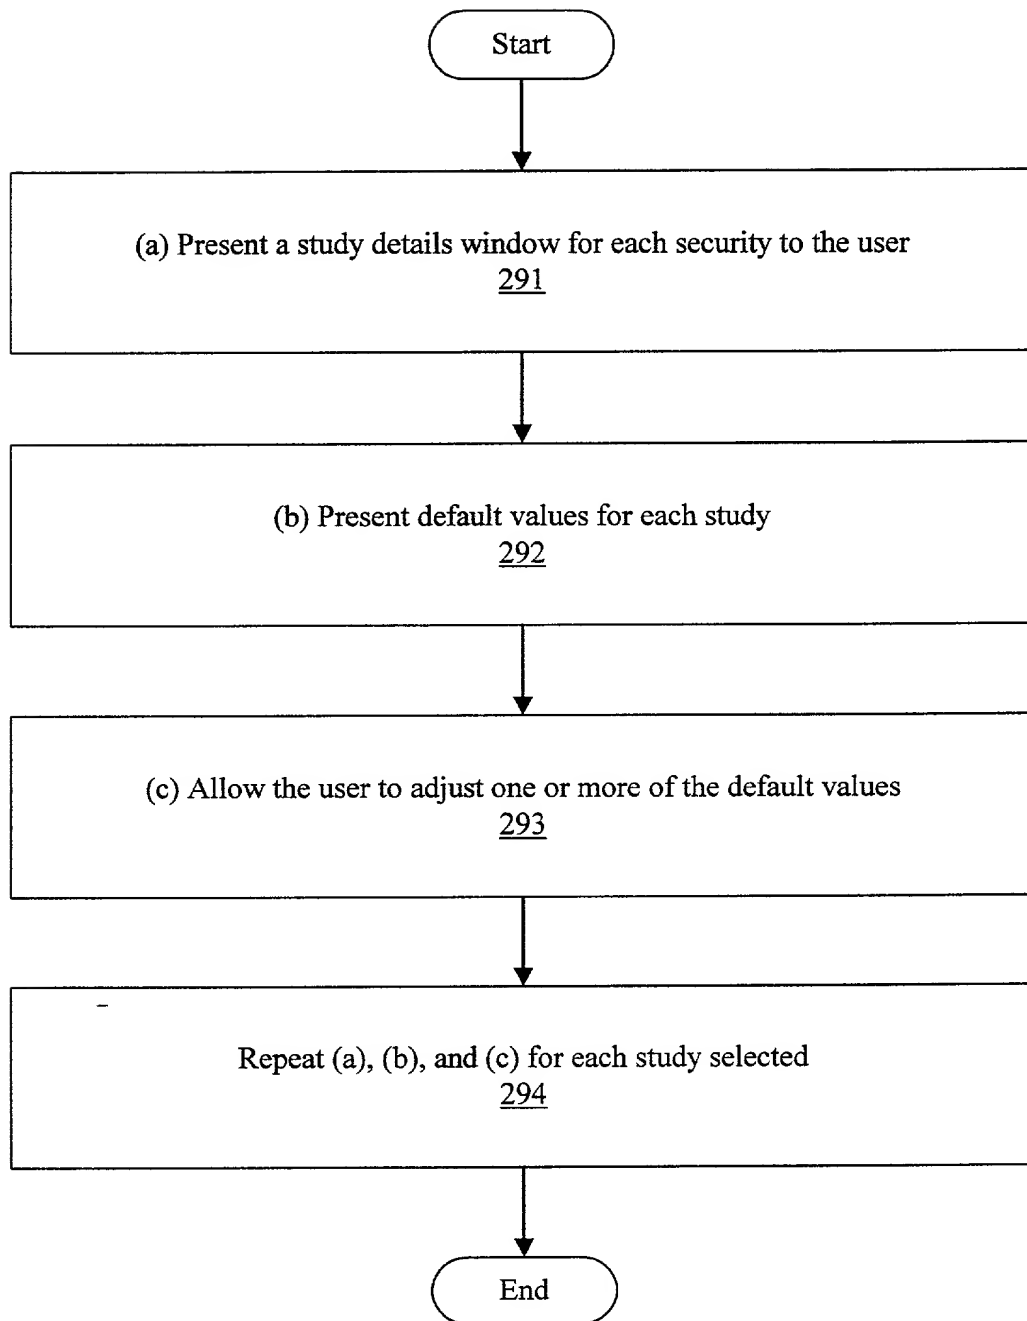 Start
(a) Present a study details window for each security to the user
291
(b) Present default values for each study
292
(c) Allow the user to adjust one or more of the default values
293
Repeat (a), (b), and (c) for each study selected
294
End